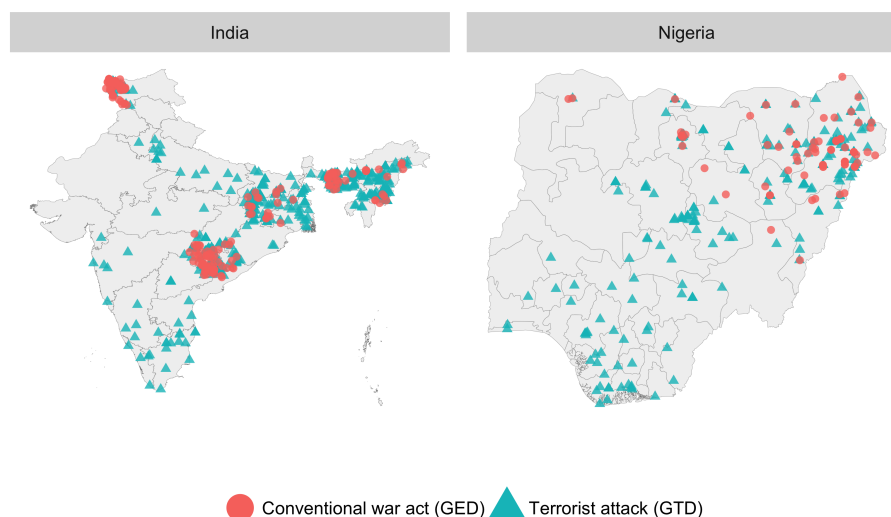 India
Nigeria
Conventional war act (GED)
Terrorist attack (GTD)